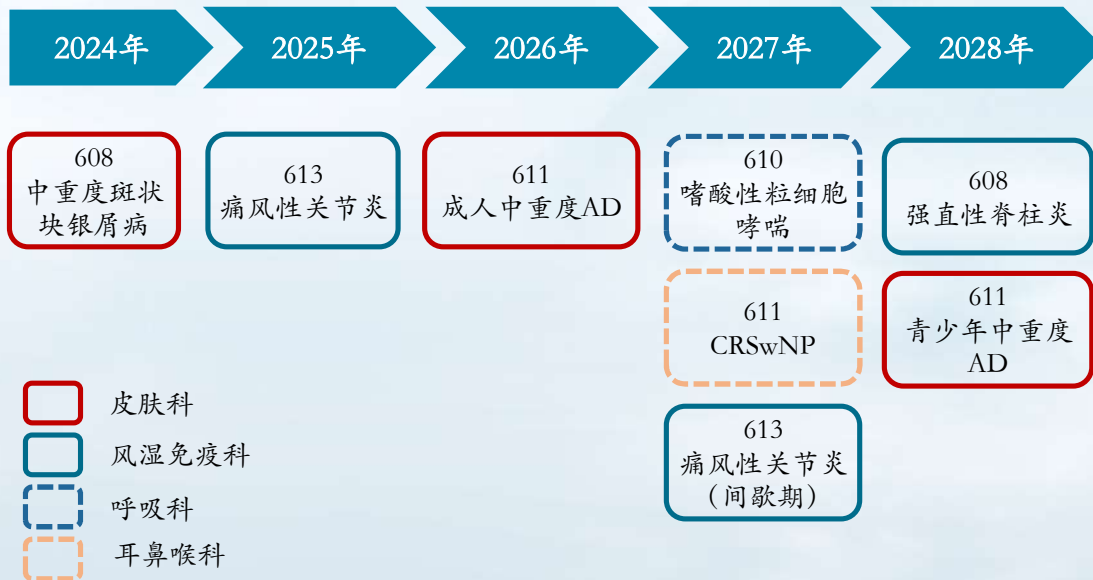 2024年
2025年
2026年
2027年
2028年
608
中重度斑状
块银屑病
613
痛风性关节炎
611
成人中重度AD
610
嗜酸性粒细胞
哮喘
608
强直性脊柱炎
611
CRSwNP
611
青少年中重度
AD
613
痛风性关节炎
（间歇期）
皮肤科
风湿免疫科
呼吸科
耳鼻喉科